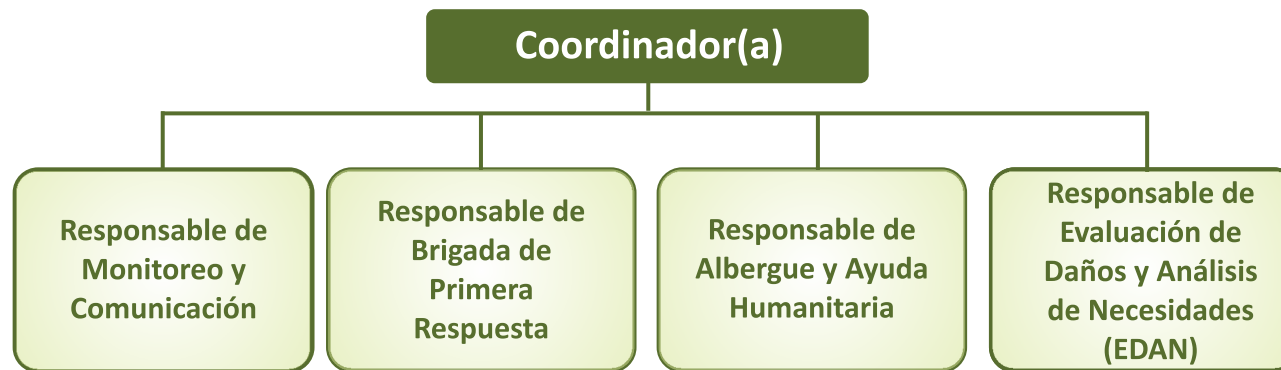 Coordinador(a)
Responsable de
Monitoreo y
Comunicación
Responsable de
Brigada de
Primera
Respuesta
Responsable de
Albergue y Ayuda
Humanitaria
Responsable de
Evaluación de
Daños y Análisis
de Necesidades
(EDAN)